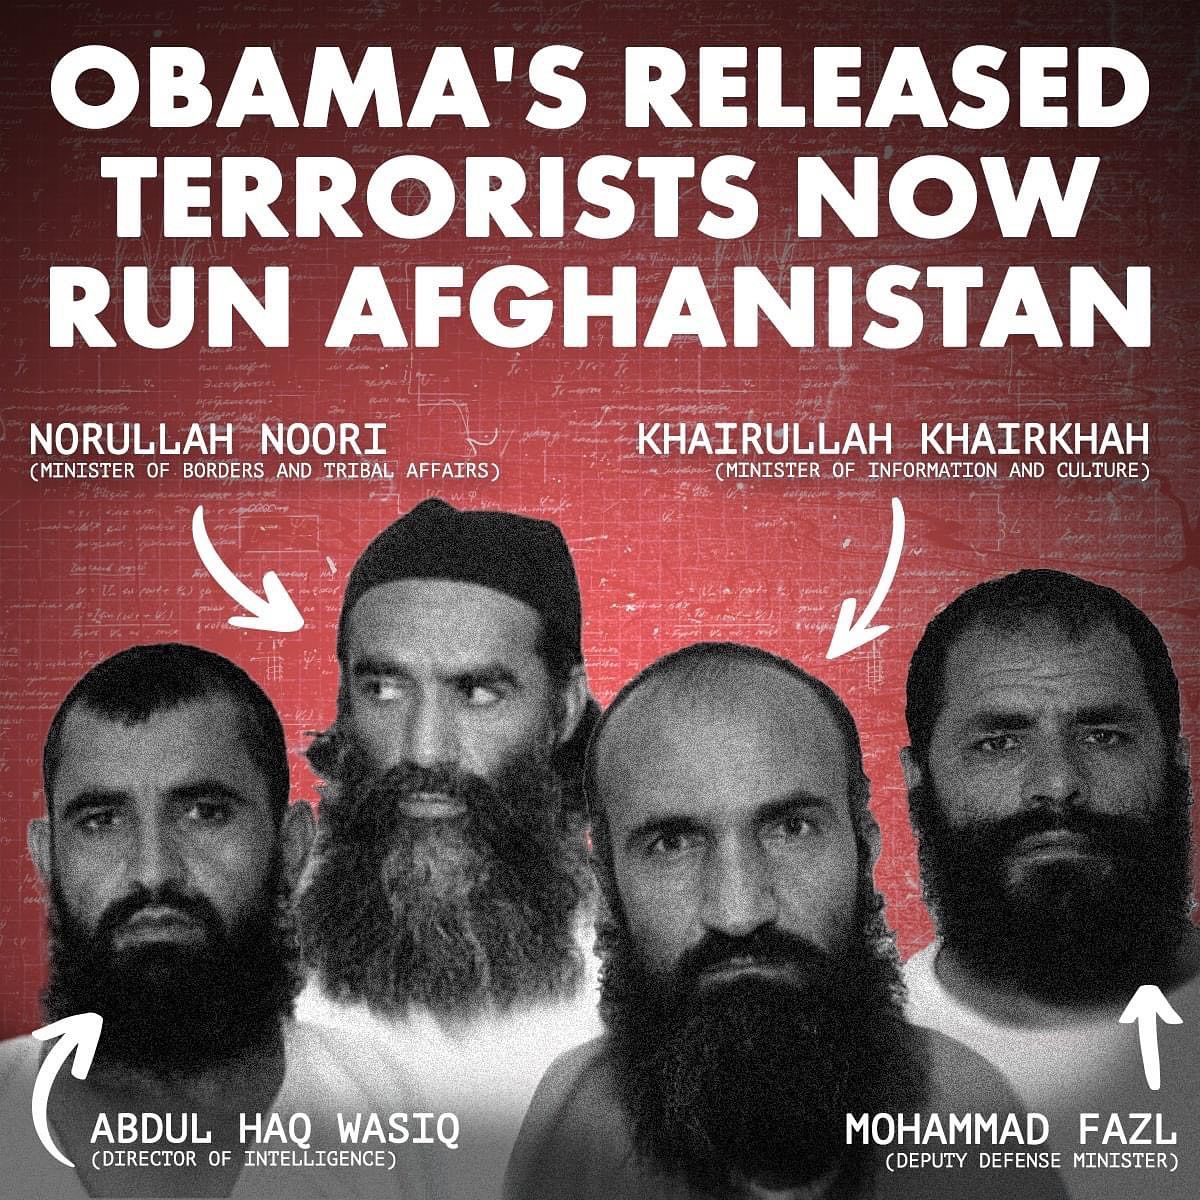 OBAMA'S RELEASED
TERRORISTS NOW
RUN AFGHANISTAN
NORULLAH NOORI
(MINISTER OF BORDERS AND TRIBAL AFFAIRS)
KHAIRULLAH KHAIRKHAH
(MINISTER OF INFORMATION AND CULTURE)
ABDUL HAQ WASIQ
(DIRECTOR OF INTELLIGENCE)
MOHAMMAD FAZL
(DEPUTY DEFENSE MINISTER)